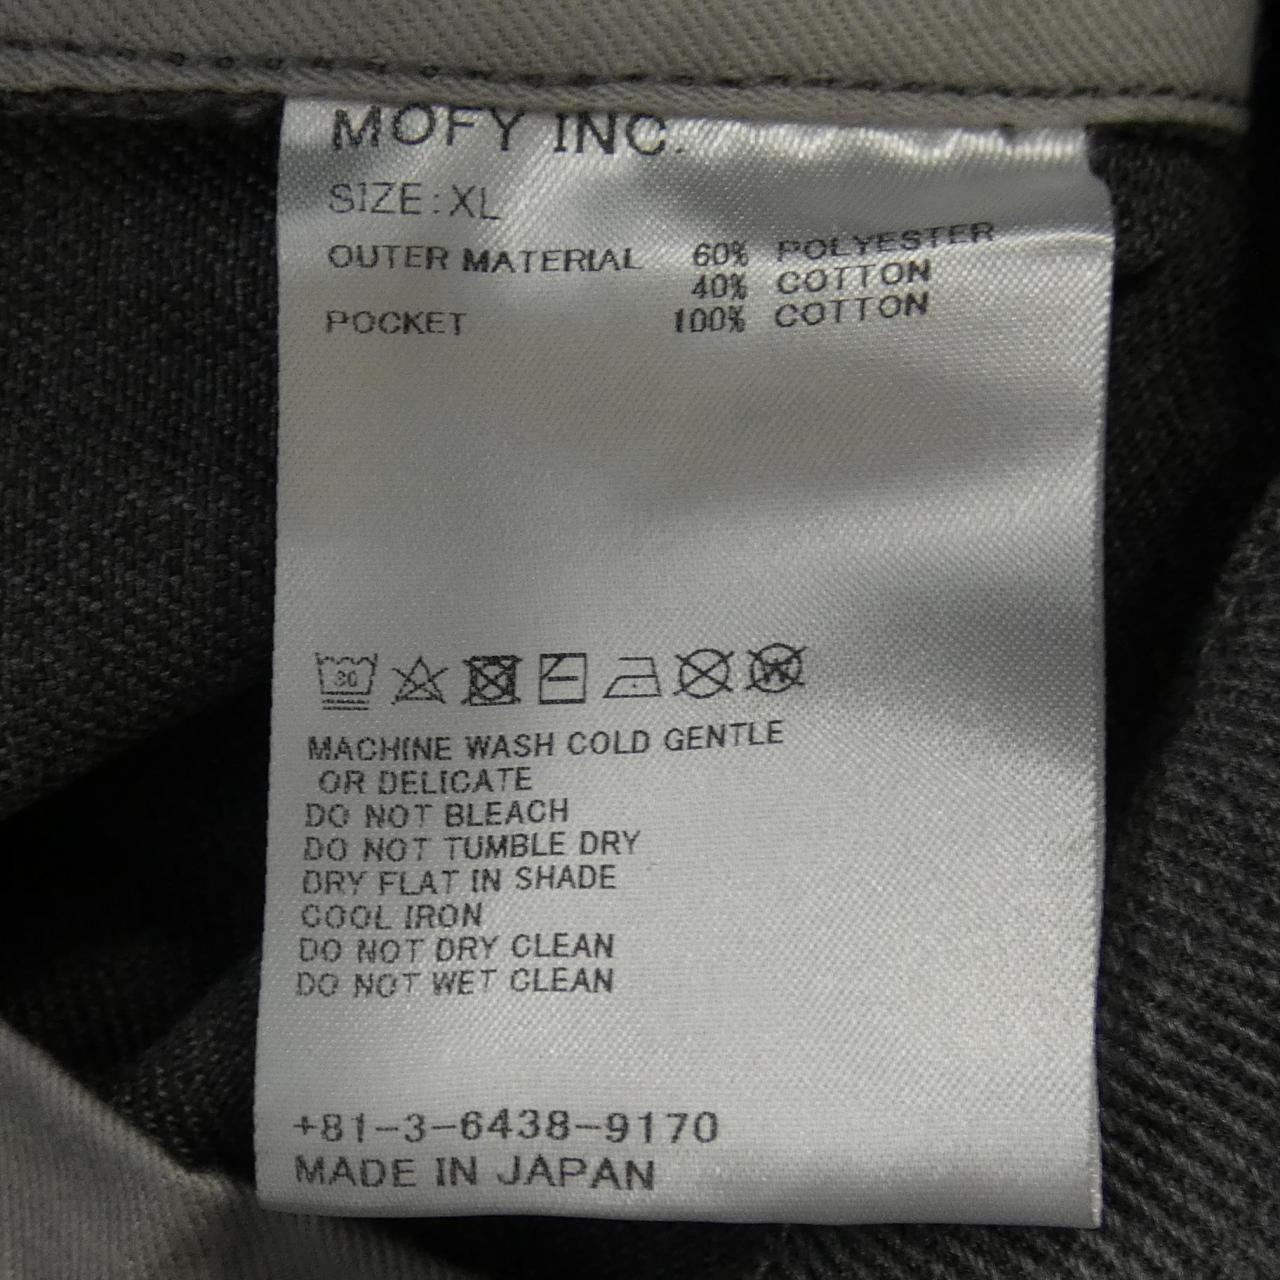 MOFY INC.
SIZE:XL
OUTER MATERIAL 60% POLYESTER
40% COTTON
POCKET 100% COTTON
30 W
MACHINE WASH COLD GENTLE
OR DELICATE
DO NOT BLEACH
DO NOT TUMBLE DRY
DRY FLAT IN SHADE
COOL IRON
DO NOT DRY CLEAN
DO NOT WET CLEAN
+81-3-6438-9170
MADE IN JAPAN